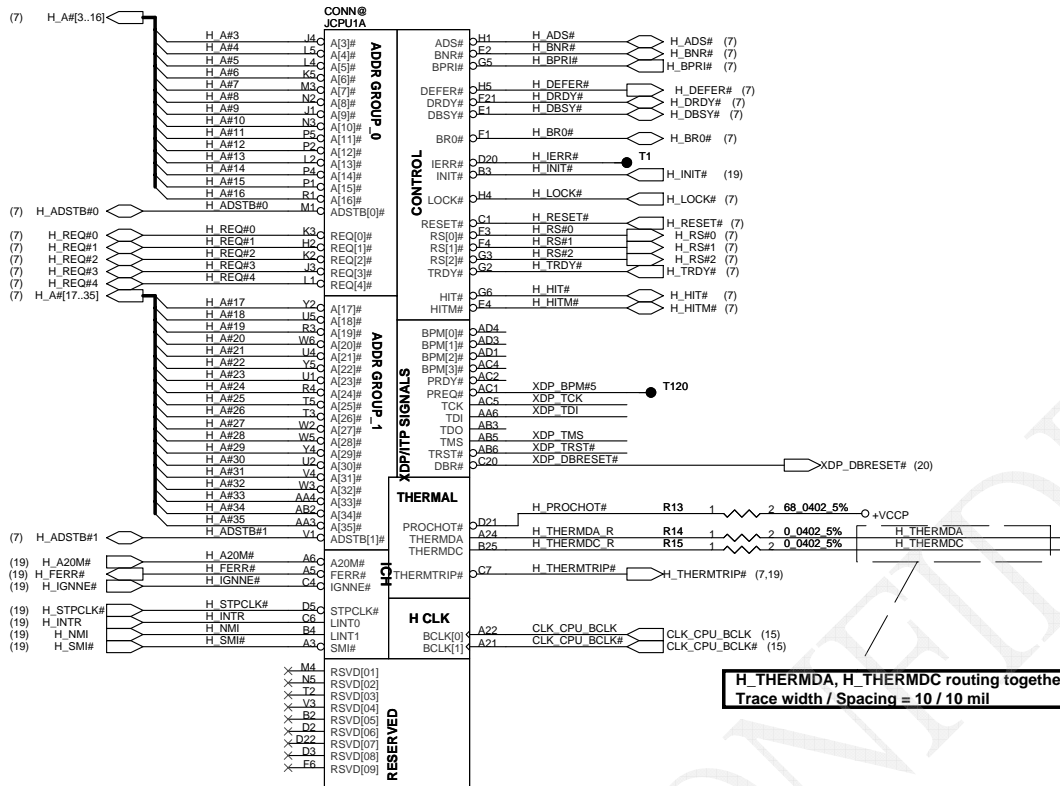 CONN@
JCPU1A
(7) H_A#[3..16]
H_A#3 J4 A[3]#
H_A#4 L5 A[4]#
H_A#5 L4 A[5]#
H_A#6 K5 A[6]#
H_A#7 M3 A[7]#
H_A#8 N2 A[8]#
H_A#9 J1 A[9]#
H_A#10 N3 A[10]#
H_A#11 P5 A[11]#
H_A#12 P2 A[12]#
H_A#13 L2 A[13]#
H_A#14 P4 A[14]#
H_A#15 P1 A[15]#
H_A#16 R1 A[16]#
(7) H_ADSTB#0 H_ADSTB#0 M1 ADSTB[0]#
(7) H_REQ#0 H_REQ#0 K3 REQ[0]#
(7) H_REQ#1 H_REQ#1 H2 REQ[1]#
(7) H_REQ#2 H_REQ#2 K2 REQ[2]#
(7) H_REQ#3 H_REQ#3 J3 REQ[3]#
(7) H_REQ#4 H_REQ#4 L1 REQ[4]#
ADDR GROUP_0
(7) H_A#[17..35]
H_A#17 Y2 A[17]#
H_A#18 U5 A[18]#
H_A#19 R3 A[19]#
H_A#20 W6 A[20]#
H_A#21 U4 A[21]#
H_A#22 Y5 A[22]#
H_A#23 U1 A[23]#
H_A#24 R4 A[24]#
H_A#25 T5 A[25]#
H_A#26 T3 A[26]#
H_A#27 W2 A[27]#
H_A#28 W5 A[28]#
H_A#29 Y4 A[29]#
H_A#30 U2 A[30]#
H_A#31 V4 A[31]#
H_A#32 W3 A[32]#
H_A#33 AA4 A[33]#
H_A#34 AB2 A[34]#
H_A#35 AA3 A[35]#
(7) H_ADSTB#1 H_ADSTB#1 V1 ADSTB[1]#
ADDR GROUP_1
(19) H_A20M# H_A20M# A6 A20M#
(19) H_FERR# H_FERR# A5 FERR#
(19) H_IGNNE# H_IGNNE# C4 IGNNE#
(19) H_STPCLK# H_STPCLK# D5 STPCLK#
(19) H_INTR H_INTR C6 LINT0
(19) H_NMI H_NMI B4 LINT1
(19) H_SMI# H_SMI# A3 SMI#
ICH
M4 RSVD[01]
N5 RSVD[02]
T2 RSVD[03]
V3 RSVD[04]
B2 RSVD[05]
D2 RSVD[06]
D22 RSVD[07]
D3 RSVD[08]
F6 RSVD[09]
RESERVED
CONTROL
ADS# H1 H_ADS# H_ADS# (7)
BNR# E2 H_BNR# H_BNR# (7)
BPRI# G5 H_BPRI# H_BPRI# (7)
DEFER# H5 H_DEFER# H_DEFER# (7)
DRDY# F21 H_DRDY# H_DRDY# (7)
DBSY# E1 H_DBSY# H_DBSY# (7)
BR0# F1 H_BR0# H_BR0# (7)
IERR# D20 H_IERR# T1
INIT# B3 H_INIT# H_INIT# (19)
LOCK# H4 H_LOCK# H_LOCK# (7)
RESET# C1 H_RESET# H_RESET# (7)
RS[0]# F3 H_RS#0 H_RS#0 (7)
RS[1]# F4 H_RS#1 H_RS#1 (7)
RS[2]# G3 H_RS#2 H_RS#2 (7)
TRDY# G2 H_TRDY# H_TRDY# (7)
HIT# G6 H_HIT# H_HIT# (7)
HITM# E4 H_HITM# H_HITM# (7)
XDP/ITP SIGNALS
BPM[0]# AD4
BPM[1]# AD3
BPM[2]# AD1
BPM[3]# AC4
PRDY# AC2
PREQ# AC1 XDP_BPM#5 T120
TCK AC5 XDP_TCK
TDI AA6 XDP_TDI
TDO AB3
TMS AB5 XDP_TMS
TRST# AB6 XDP_TRST#
DBR# C20 XDP_DBRESET# XDP_DBRESET# (20)
THERMAL
PROCHOT# D21 H_PROCHOT# R13 1 2 68_0402_5% +VCCP
THERMDA A24 H_THERMDA_R R14 1 2 0_0402_5% H_THERMDA
THERMDC B25 H_THERMDC_R R15 1 2 0_0402_5% H_THERMDC
THERMTRIP# C7 H_THERMTRIP# H_THERMTRIP# (7,19)
H CLK
BCLK[0] A22 CLK_CPU_BCLK CLK_CPU_BCLK (15)
BCLK[1] A21 CLK_CPU_BCLK# CLK_CPU_BCLK# (15)
H_THERMDA, H_THERMDC routing togethe
Trace width / Spacing = 10 / 10 mil